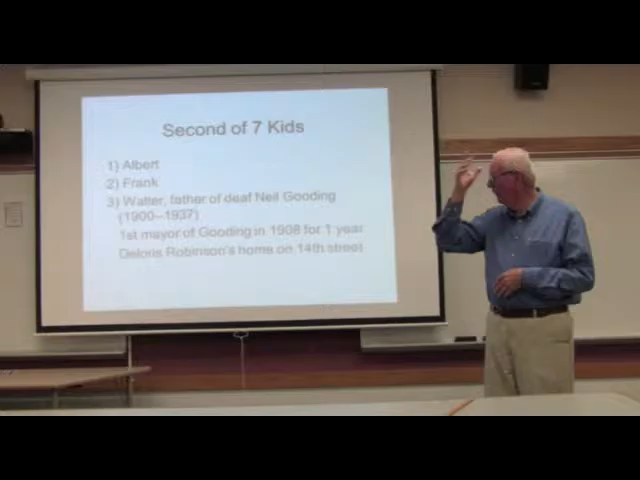 Second of 7 Kids
1) Albert
2) Frank
3) Walter, father of deaf Neil Gooding
(1900–1937)
1st mayor of Gooding in 1908 for 1 year
Deloris Robinson's home on 14th street